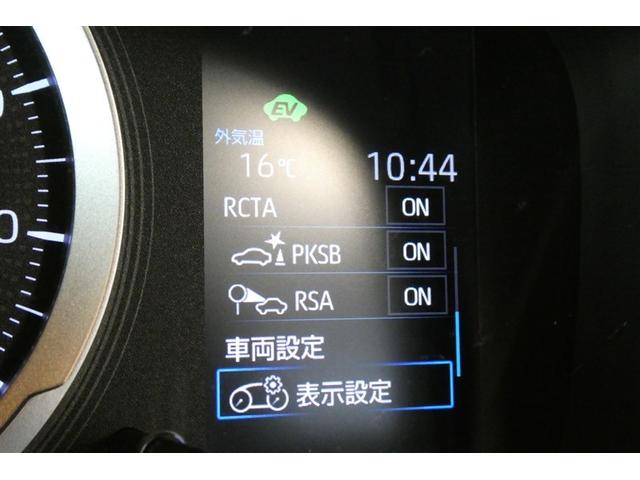 EV
外気温
16℃ 10:44
RCTA ON
PKSB ON
RSA ON
車両設定
表示設定